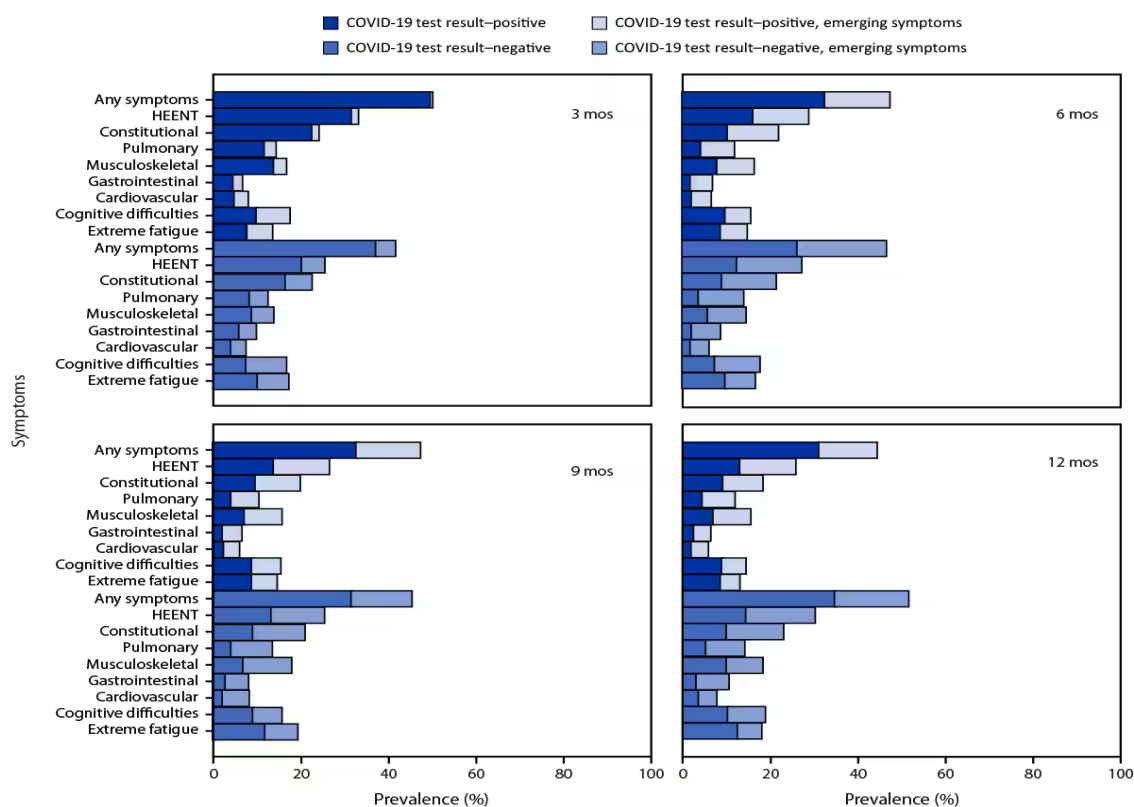 COVID-19 test result–positive
COVID-19 test result–positive, emerging symptoms
COVID-19 test result–negative
COVID-19 test result–negative, emerging symptoms
Symptoms
Any symptoms
HEENT
Constitutional
Pulmonary
Musculoskeletal
Gastrointestinal
Cardiovascular
Cognitive difficulties
Extreme fatigue
Any symptoms
HEENT
Constitutional
Pulmonary
Musculoskeletal
Gastrointestinal
Cardiovascular
Cognitive difficulties
Extreme fatigue
3 mos
6 mos
Any symptoms
HEENT
Constitutional
Pulmonary
Musculoskeletal
Gastrointestinal
Cardiovascular
Cognitive difficulties
Extreme fatigue
Any symptoms
HEENT
Constitutional
Pulmonary
Musculoskeletal
Gastrointestinal
Cardiovascular
Cognitive difficulties
Extreme fatigue
9 mos
12 mos
0 20 40 60 80 100
0 20 40 60 80 100
Prevalence (%)
Prevalence (%)